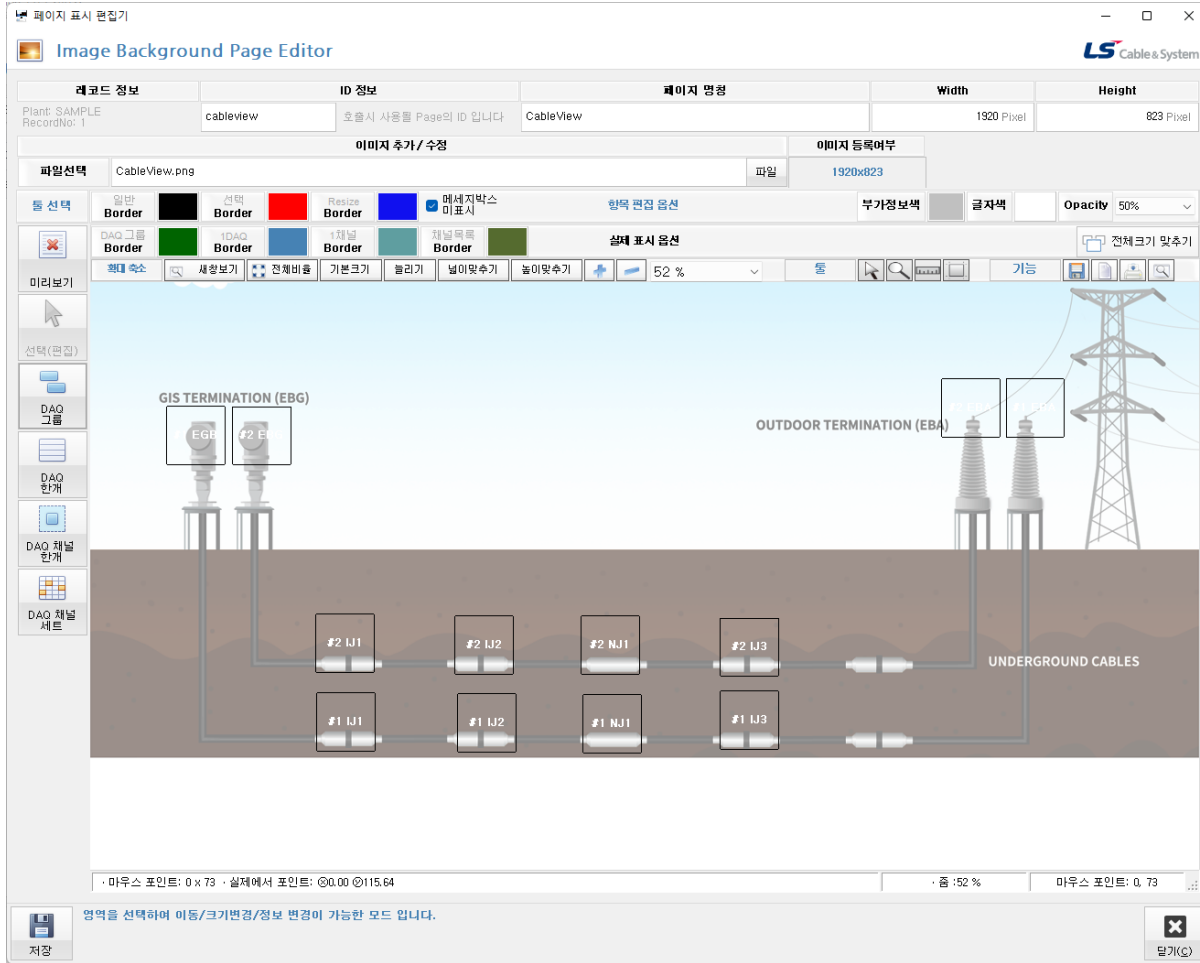 페이지 표시 편집기
Image Background Page Editor
LS Cable & System
레코드 정보
ID 정보
페이지 명칭
Width
Height
Plant: SAMPLE
RecordNo: 1
cableview
호출시 사용될 Page의 ID 입니다
CableView
1920 Pixel
823 Pixel
이미지 추가/수정
이미지 등록여부
파일선택
CableView.png
파일
1920x823
툴 선택
일반
Border
선택
Border
Resize
Border
메세지박스
미표시
항목 편집 옵션
부가정보색
글자색
Opacity
50%
DAQ 그룹
Border
1DAQ
Border
1채널
Border
채널목록
Border
실제 표시 옵션
전체크기 맞추기
미리보기
확대 축소
새창보기
전체비율
기본크기
늘리기
넓이맞추기
높이맞추기
52 %
툴
기능
선택(편집)
DAQ
그룹
DAQ
한개
DAQ 채널
한개
DAQ 채널
세트
GIS TERMINATION (EBG)
EGB
#2
OUTDOOR TERMINATION (EBA)
#2 IJ1
#2 IJ2
#2 NJ1
#2 IJ3
UNDERGROUND CABLES
#1 IJ1
#1 IJ2
#1 NJ1
#1 IJ3
· 마우스 포인트: 0 x 73 · 실제에서 포인트: ⓧ0.00 ⓨ115.64
· 줌 :52 %
마우스 포인트: 0, 73
저장
영역을 선택하여 이동/크기변경/정보 변경이 가능한 모드 입니다.
닫기(C)